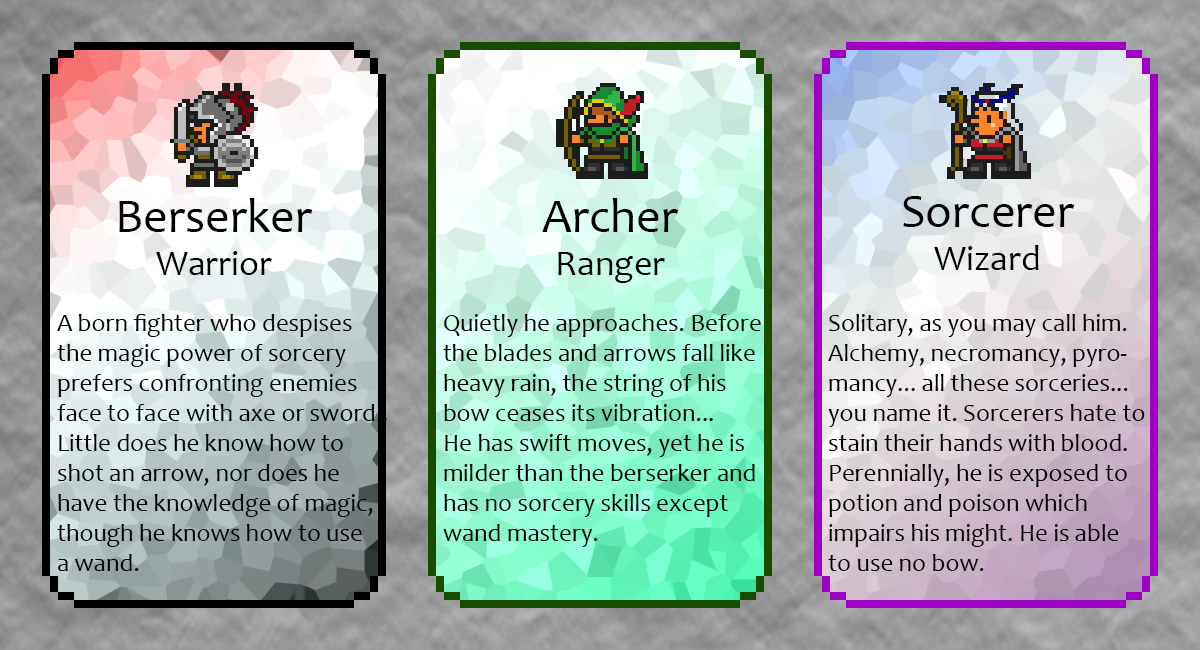 Berserker
Warrior
A born fighter who despises
the magic power of sorcery
prefers confronting enemies
face to face with axe or sword.
Little does he know how to
shot an arrow, nor does he
have the knowledge of magic,
though he knows how to use
a wand.
Archer
Ranger
Quietly he approaches. Before
the blades and arrows fall like
heavy rain, the string of his
bow ceases its vibration...
He has swift moves, yet he is
milder than the berserker and
has no sorcery skills except
wand mastery.
Sorcerer
Wizard
Solitary, as you may call him.
Alchemy, necromancy, pyro-
mancy... all these sorceries...
you name it. Sorcerers hate to
stain their hands with blood.
Perennially, he is exposed to
potion and poison which
impairs his might. He is able
to use no bow.